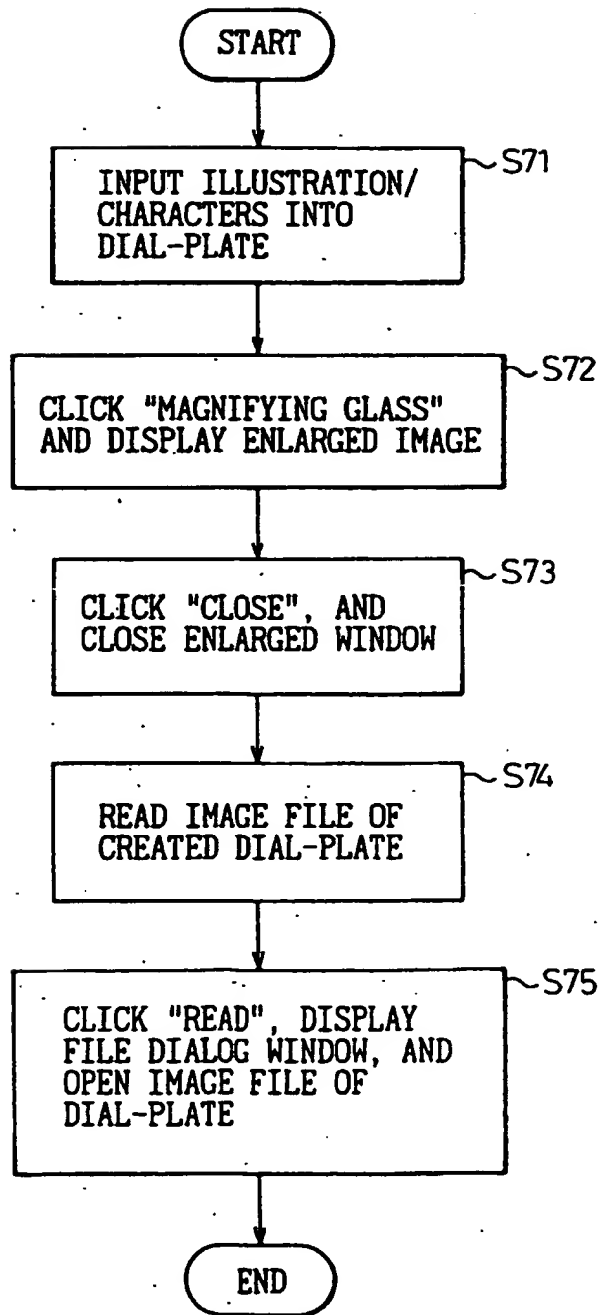 START
S71
INPUT ILLUSTRATION/
CHARACTERS INTO
DIAL-PLATE
S72
CLICK "MAGNIFYING GLASS"
AND DISPLAY ENLARGED IMAGE
S73
CLICK "CLOSE", AND
CLOSE ENLARGED WINDOW
S74
READ IMAGE FILE OF
CREATED DIAL-PLATE
S75
CLICK "READ", DISPLAY
FILE DIALOG WINDOW, AND
OPEN IMAGE FILE OF
DIAL-PLATE
END